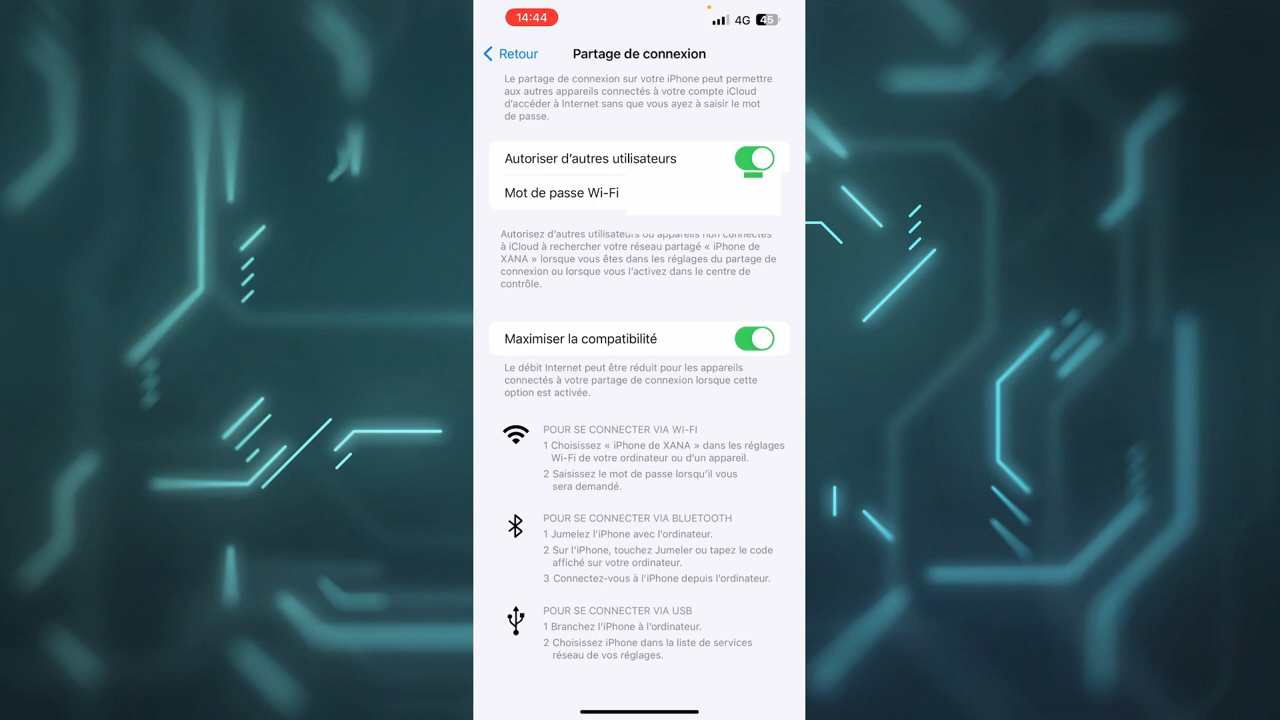 14:44
4G 45
Retour
Partage de connexion
Le partage de connexion sur votre iPhone peut permettre
aux autres appareils connectés à votre compte iCloud
d'accéder à Internet sans que vous ayez à saisir le mot
de passe.
Autoriser d'autres utilisateurs
Mot de passe Wi-Fi
Autorisez d'autres utilisateurs ou appareils non connectés
à iCloud à rechercher votre réseau partagé « iPhone de
XANA » lorsque vous êtes dans les réglages du partage de
connexion ou lorsque vous l'activez dans le centre de
contrôle.
Maximiser la compatibilité
Le débit Internet peut être réduit pour les appareils
connectés à votre partage de connexion lorsque cette
option est activée.
POUR SE CONNECTER VIA WI-FI
1 Choisissez « iPhone de XANA » dans les réglages
Wi-Fi de votre ordinateur ou d'un appareil.
2 Saisissez le mot de passe lorsqu'il vous
sera demandé.
POUR SE CONNECTER VIA BLUETOOTH
1 Jumelez l'iPhone avec l'ordinateur.
2 Sur l'iPhone, touchez Jumeler ou tapez le code
affiché sur votre ordinateur.
3 Connectez-vous à l'iPhone depuis l'ordinateur.
POUR SE CONNECTER VIA USB
1 Branchez l'iPhone à l'ordinateur.
2 Choisissez iPhone dans la liste de services
réseau de vos réglages.